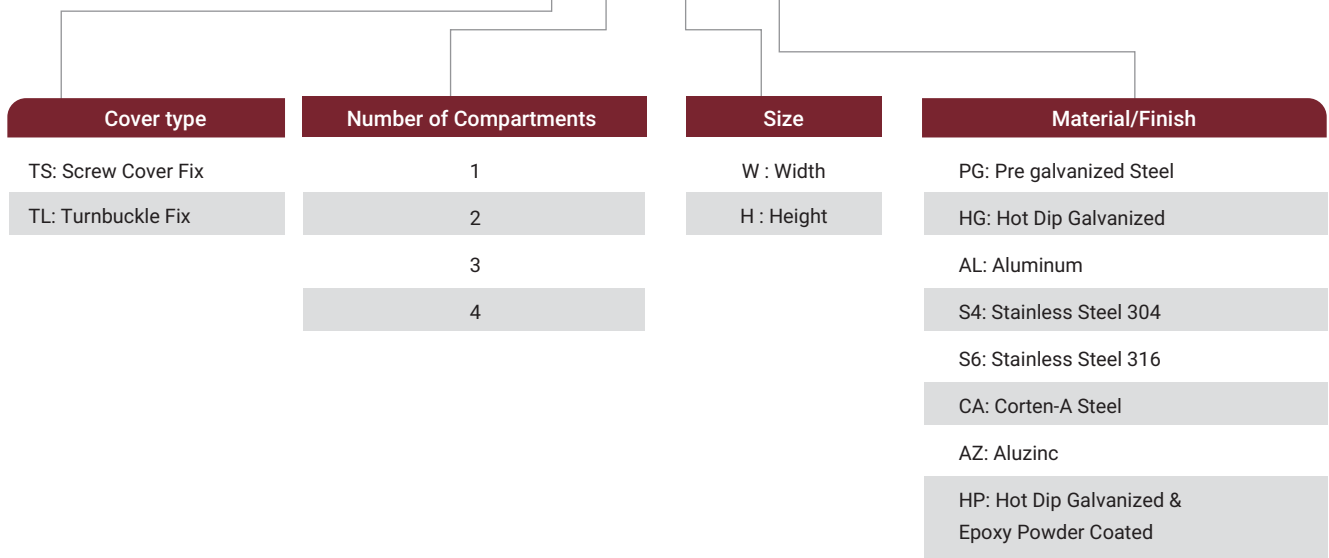 Cover type
TS: Screw Cover Fix
TL: Turnbuckle Fix
Number of Compartments
1
2
3
4
Size
W : Width
H : Height
Material/Finish
PG: Pre galvanized Steel
HG: Hot Dip Galvanized
AL: Aluminum
S4: Stainless Steel 304
S6: Stainless Steel 316
CA: Corten-A Steel
AZ: Aluzinc
HP: Hot Dip Galvanized &
Epoxy Powder Coated